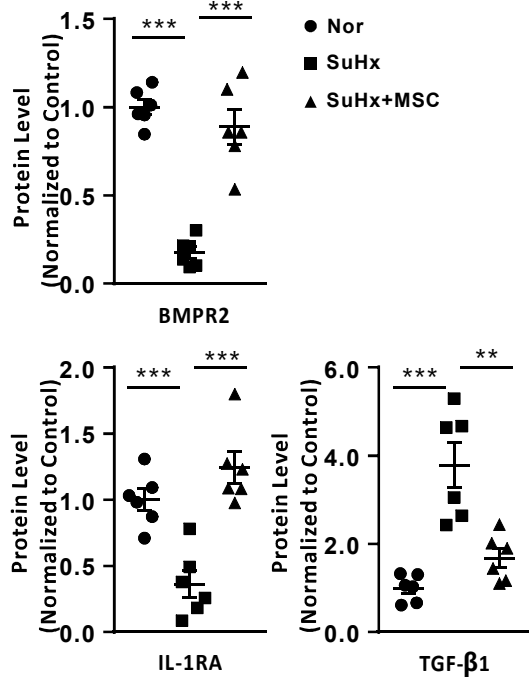 1.5
1.0
0.5
0.0
Protein Level
(Normalized to Control)
***
***
BMPR2
Nor
SuHx
SuHx+MSC
2.0
1.5
1.0
0.5
0.0
Protein Level
(Normalized to Control)
***
***
IL-1RA
6.0
4.0
2.0
0.0
Protein Level
(Normalized to Control)
***
**
TGF-β1